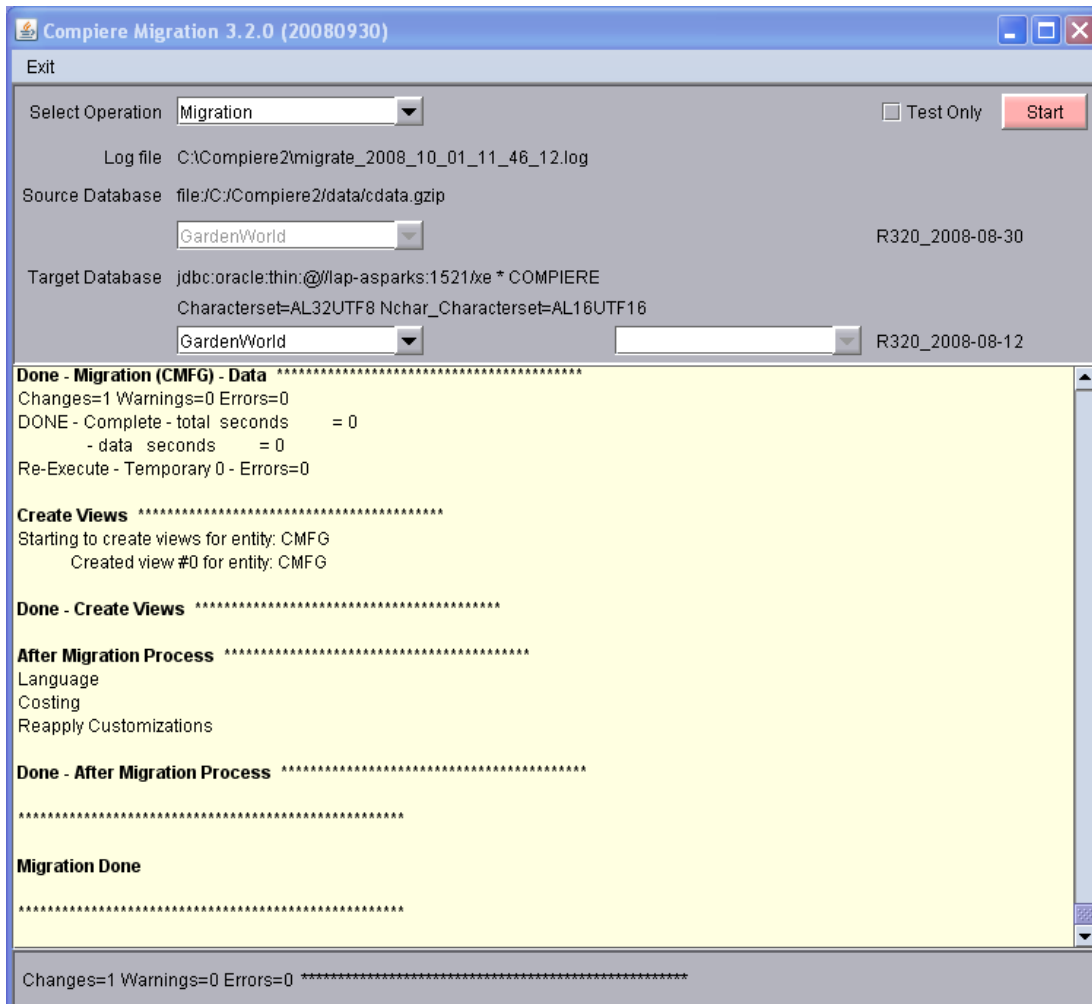 Compiere Migration 3.2.0 (20080930)
Exit
Select Operation Migration Test Only Start
Log file C:\Compiere2\migrate_2008_10_01_11_46_12.log
Source Database file:/C:/Compiere2/data/cdata.gzip
GardenWorld R320_2008-08-30
Target Database jdbc:oracle:thin:@//lap-asparks:1521/xe * COMPIERE
Characterset=AL32UTF8 Nchar_Characterset=AL16UTF16
GardenWorld R320_2008-08-12
Done - Migration (CMFG) - Data ******************************************
Changes=1 Warnings=0 Errors=0
DONE - Complete - total seconds = 0
- data seconds = 0
Re-Execute - Temporary 0 - Errors=0
Create Views ******************************************
Starting to create views for entity: CMFG
Created view #0 for entity: CMFG
Done - Create Views ******************************************
After Migration Process ******************************************
Language
Costing
Reapply Customizations
Done - After Migration Process ******************************************
*****************************************************
Migration Done
*****************************************************
Changes=1 Warnings=0 Errors=0 *****************************************************